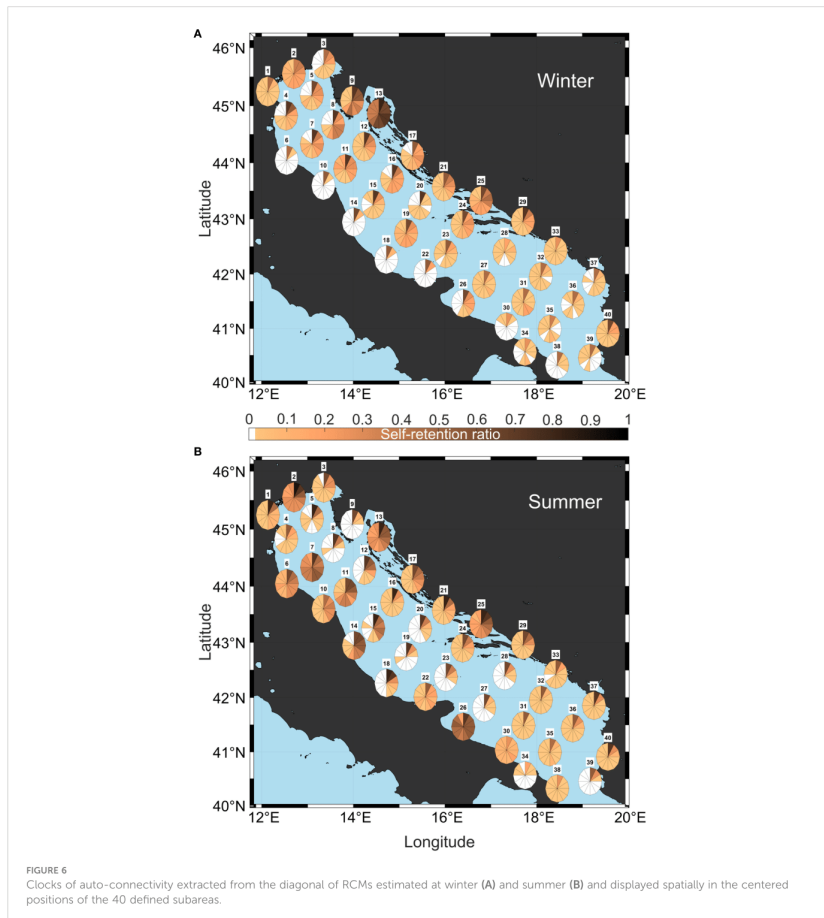 A
46°N
45°N
44°N
43°N
42°N
41°N
40°N
Latitude
Winter
1
2
3
4
5
6
7
8
9
10
11
12
13
14
15
16
17
18
19
20
21
22
23
24
25
26
27
28
29
30
31
32
33
34
35
36
37
38
39
40
12°E 14°E 16°E 18°E 20°E
0 0.1 0.2 0.3 0.4 0.5 0.6 0.7 0.8 0.9 1
Self-retention ratio
B
46°N
45°N
44°N
43°N
42°N
41°N
40°N
Latitude
Summer
1
2
3
4
5
6
7
8
9
10
11
12
13
14
15
16
17
18
19
20
21
22
23
24
25
26
27
28
29
30
31
32
33
34
35
36
37
38
39
40
12°E 14°E 16°E 18°E 20°E
Longitude
FIGURE 6
Clocks of auto-connectivity extracted from the diagonal of RCMs estimated at winter (A) and summer (B) and displayed spatially in the centered
positions of the 40 defined subareas.